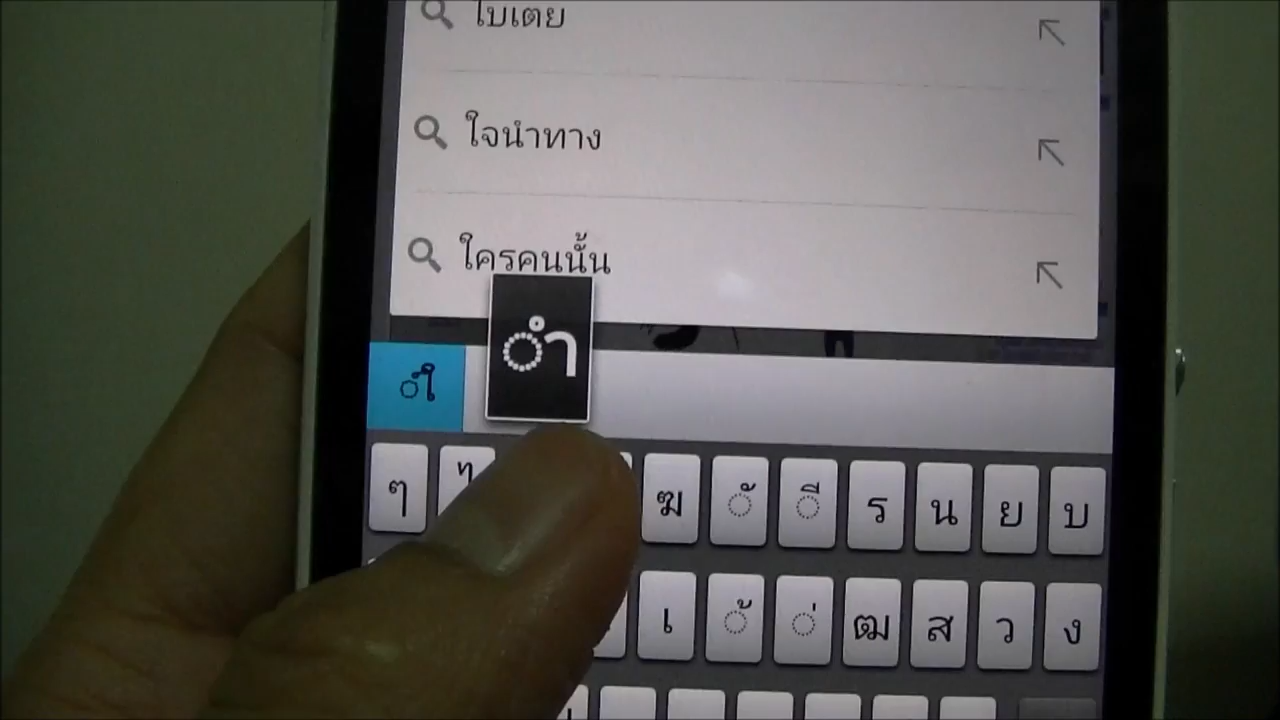 ใบเตย
ใจนำทาง
ใครคนนั้น
ำ
ๆ ไ ฆ ั ี ร น ย บ
เ ้ ่ ฒ ส ว ง